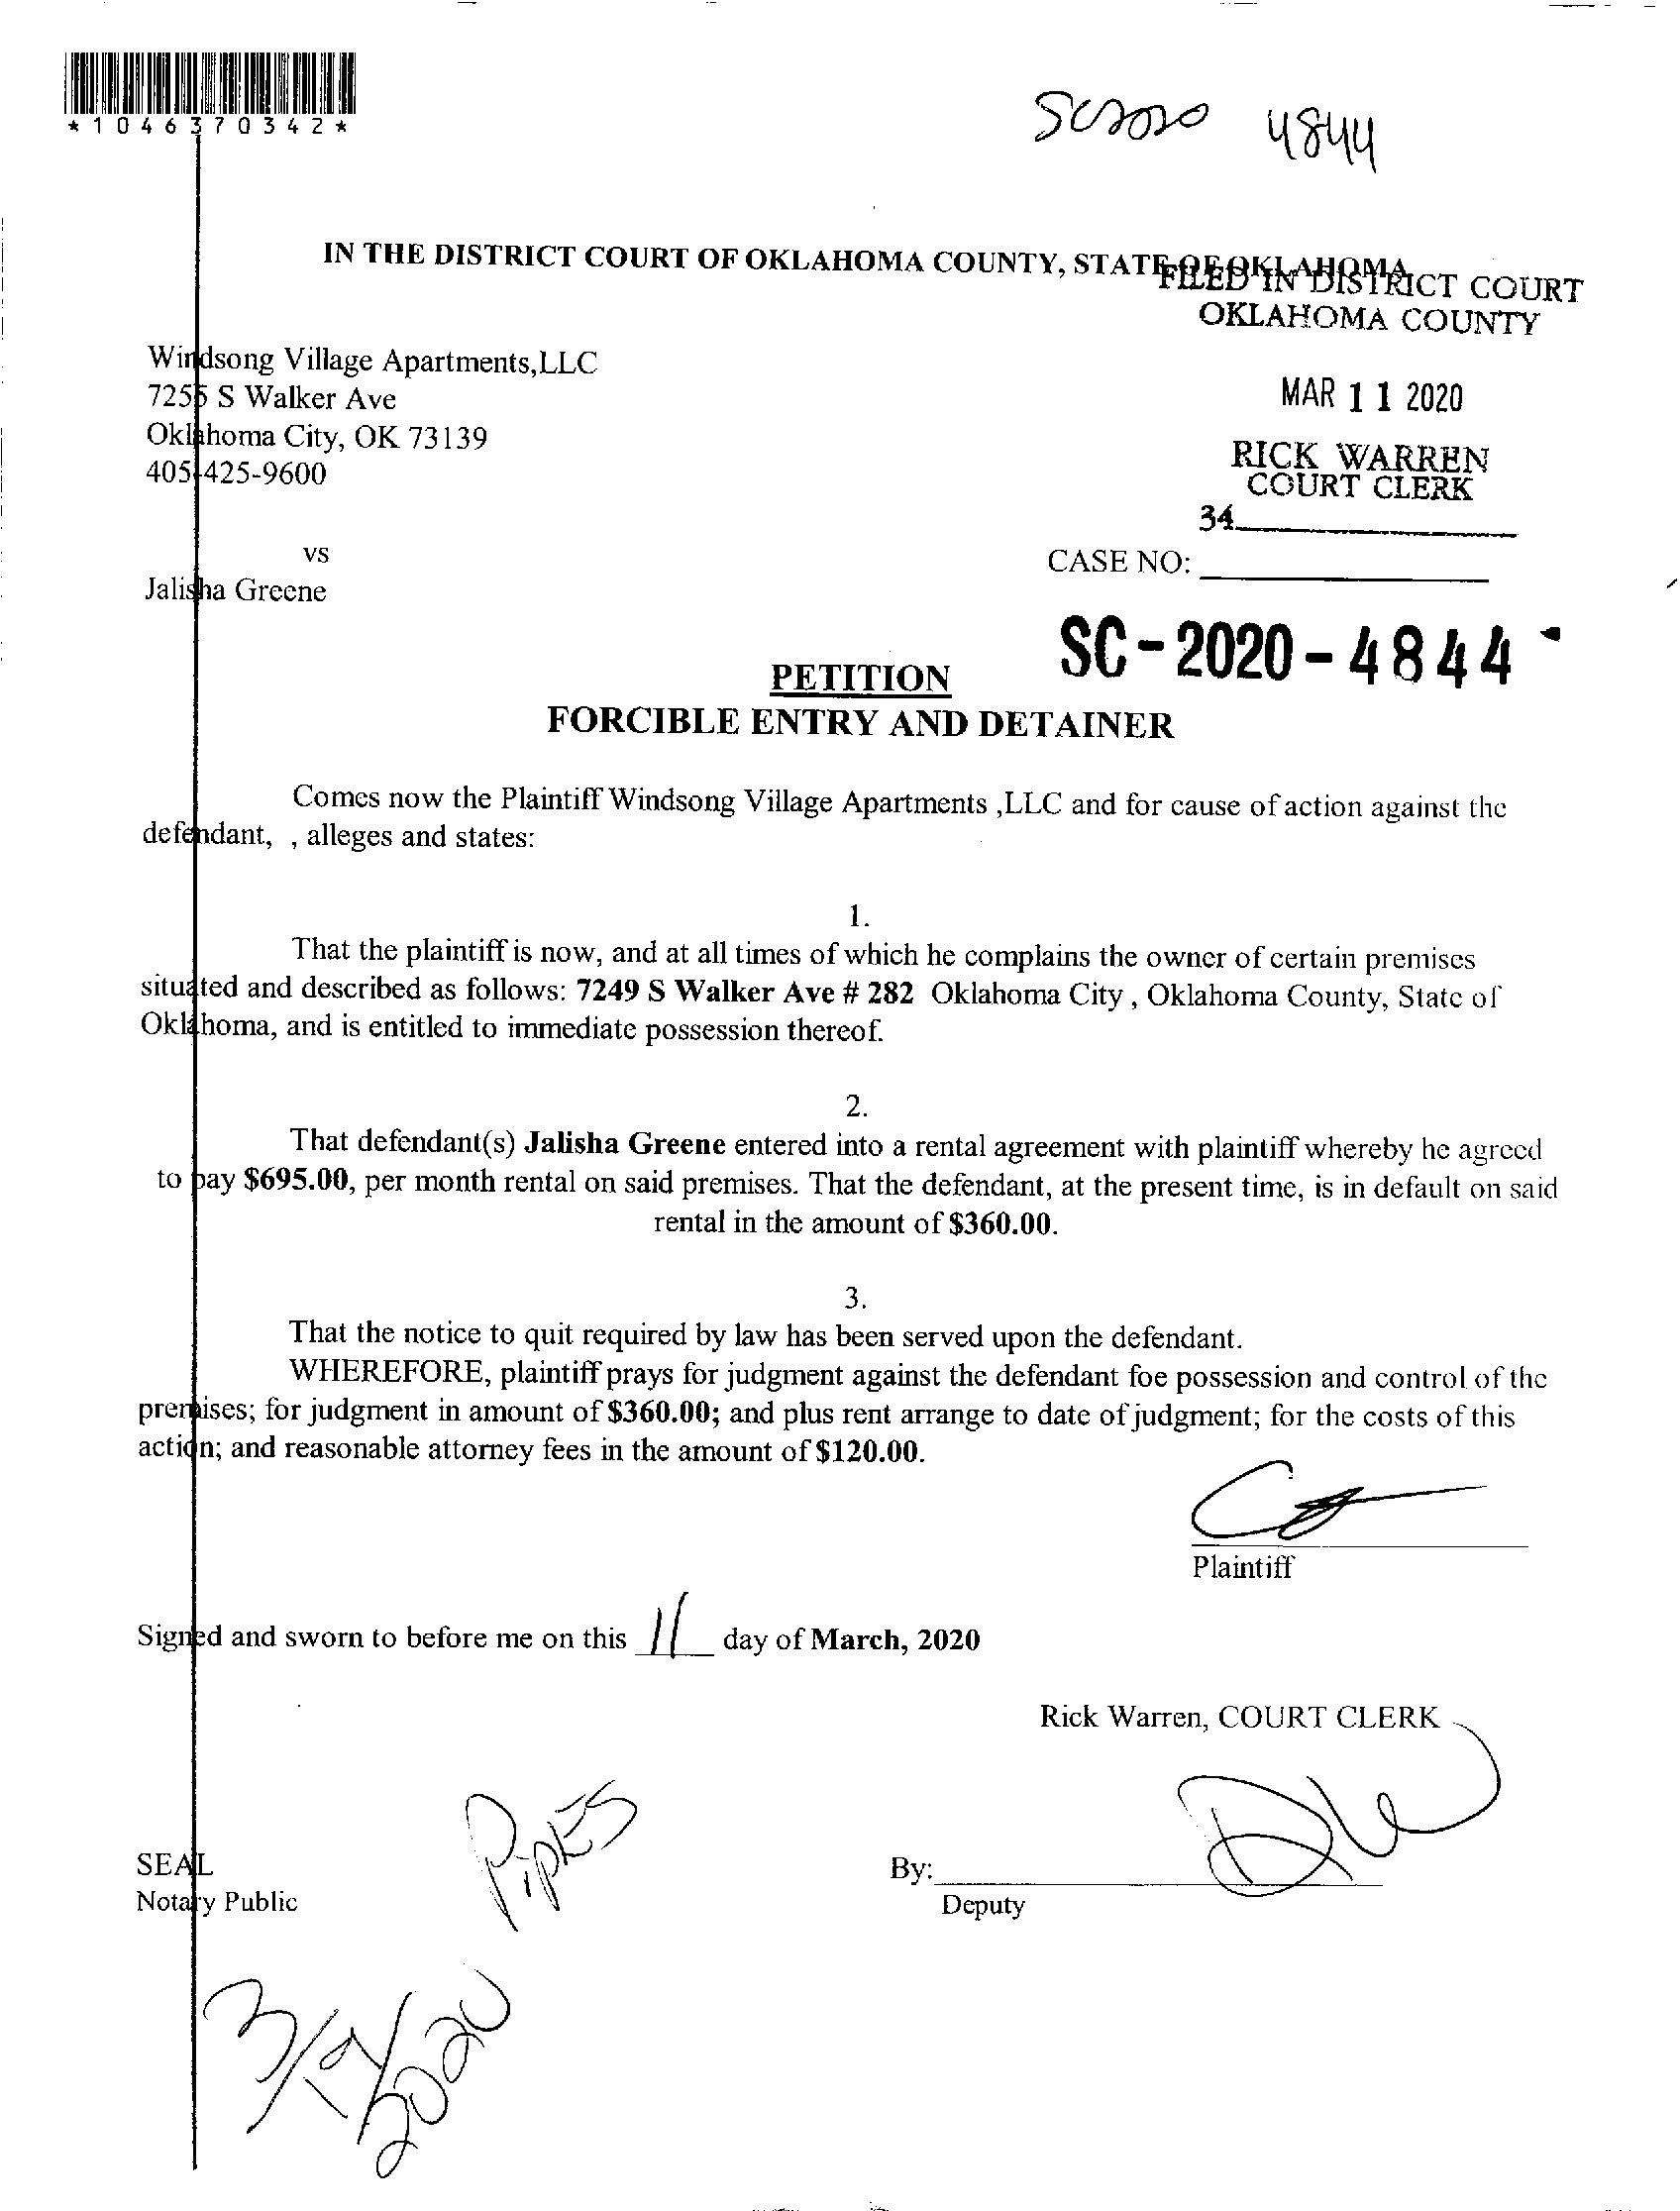 *1046370342*
SC2020 4844
IN THE DISTRICT COURT OF OKLAHOMA COUNTY, STATE OF OKLAHOMA
FILED IN DISTRICT COURT
OKLAHOMA COUNTY
Windsong Village Apartments,LLC
7255 S Walker Ave
MAR 11 2020
Oklahoma City, OK 73139
405-425-9600
RICK WARREN
COURT CLERK
34
vs
CASE NO:
Jalisha Greene
SC-2020-4844
PETITION
FORCIBLE ENTRY AND DETAINER
Comes now the Plaintiff Windsong Village Apartments ,LLC and for cause of action against the
defendant, , alleges and states:
1.
That the plaintiff is now, and at all times of which he complains the owner of certain premises
situated and described as follows: 7249 S Walker Ave # 282 Oklahoma City , Oklahoma County, State of
Oklahoma, and is entitled to immediate possession thereof.
2.
That defendant(s) Jalisha Greene entered into a rental agreement with plaintiff whereby he agreed
to pay $695.00, per month rental on said premises. That the defendant, at the present time, is in default on said
rental in the amount of $360.00.
3.
That the notice to quit required by law has been served upon the defendant.
WHEREFORE, plaintiff prays for judgment against the defendant foe possession and control of the
premises; for judgment in amount of $360.00; and plus rent arrange to date of judgment; for the costs of this
action; and reasonable attorney fees in the amount of $120.00.
Plaintiff
Signed and sworn to before me on this 11 day of March, 2020
Rick Warren, COURT CLERK
SEAL
By:
Notary Public
Deputy